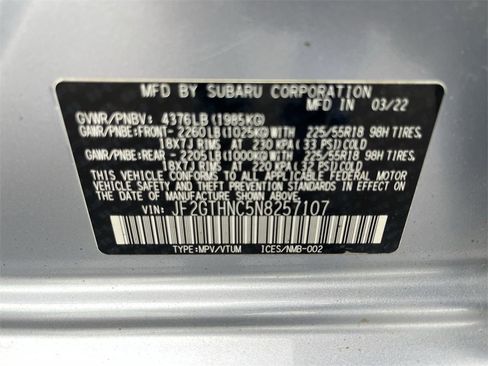 MFD BY SUBARU CORPORATION
GVWR/PNBV: 4376LB(1985KG) IN 03/22
GAWR/PNBE:FRONT- 2260LB(1025KG)WITH 225/55R18 98H TIRES,
18X7J RIMS AT 230 KPA(33 PSI)COLD
GAWR/PNBE:REAR - 2205LB(1000KG)WITH 225/55R18 98H TIRES,
18X7J RIMS AT 220 KPA(32 PSI)COLD
THIS VEHICLE CONFORMS TO ALL APPLICABLE FEDERAL MOTOR
VEHICLE SAFETY, BUMPER, AND THEFT PREVENTION STANDARDS IN EFFECT ON
THE DATE OF MANUFACTURE SHOWN ABOVE.
VIN: JF2GTHNC5N8257107
TYPE:MPV/VTUM ICES/NMB-002